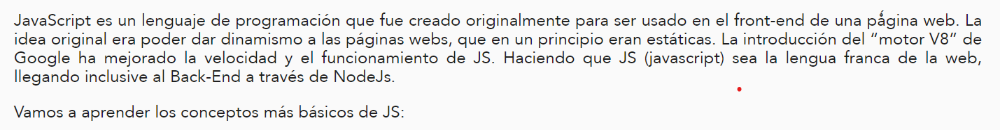 JavaScript es un lenguaje de programación que fue creado originalmente para ser usado en el front-end de una página web. La
idea original era poder dar dinamismo a las páginas webs, que en un principio eran estáticas. La introducción del “motor V8” de
Google ha mejorado la velocidad y el funcionamiento de JS. Haciendo que JS (javascript) sea la lengua franca de la web,
llegando inclusive al Back-End a través de NodeJs.
Vamos a aprender los conceptos más básicos de JS: